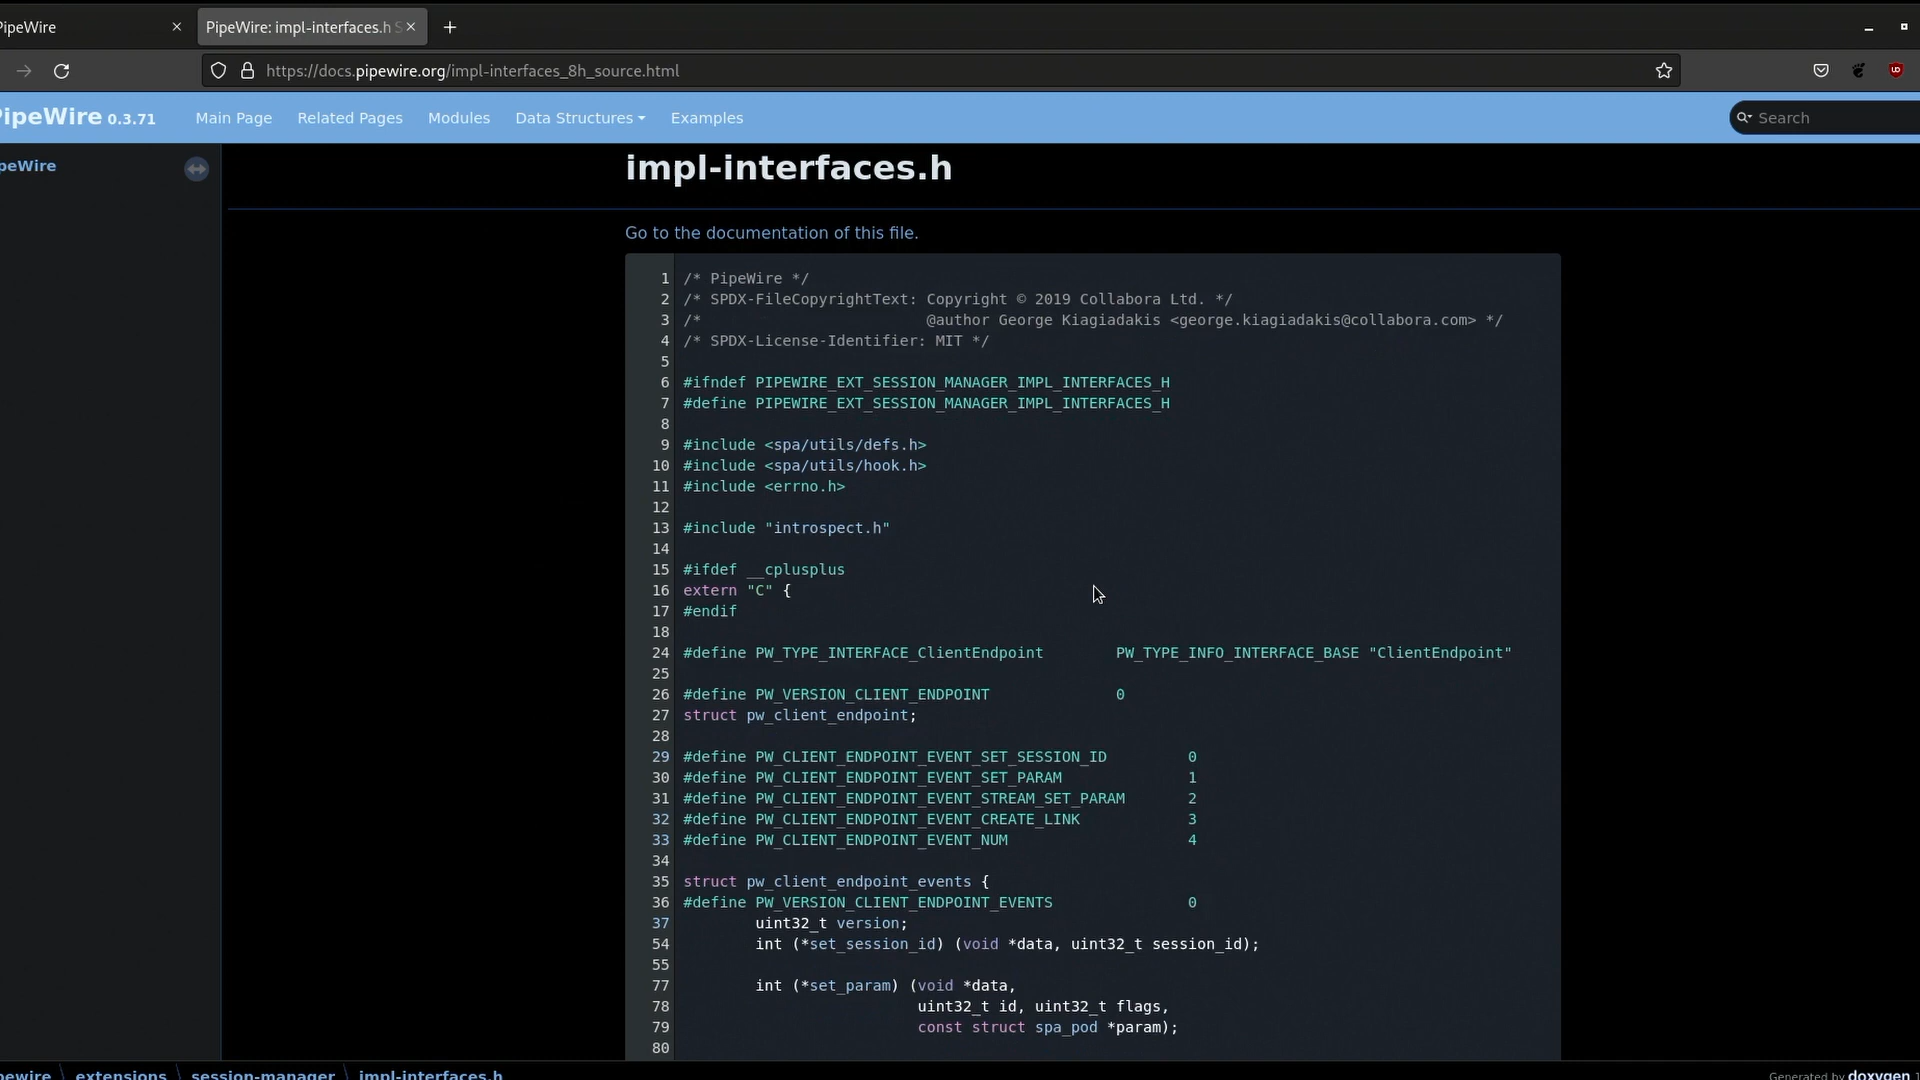 PipeWire
PipeWire: impl-interfaces.h S
https://docs.pipewire.org/impl-interfaces_8h_source.html
PipeWire 0.3.71
Main Page
Related Pages
Modules
Data Structures
Examples
Search
peWire
impl-interfaces.h
Go to the documentation of this file.
1 /* PipeWire */
2 /* SPDX-FileCopyrightText: Copyright © 2019 Collabora Ltd. */
3 /*                         @author George Kiagiadakis <george.kiagiadakis@collabora.com> */
4 /* SPDX-License-Identifier: MIT */
5
6 #ifndef PIPEWIRE_EXT_SESSION_MANAGER_IMPL_INTERFACES_H
7 #define PIPEWIRE_EXT_SESSION_MANAGER_IMPL_INTERFACES_H
8
9 #include <spa/utils/defs.h>
10 #include <spa/utils/hook.h>
11 #include <errno.h>
12
13 #include "introspect.h"
14
15 #ifdef __cplusplus
16 extern "C" {
17 #endif
18
24 #define PW_TYPE_INTERFACE_ClientEndpoint        PW_TYPE_INFO_INTERFACE_BASE "ClientEndpoint"
25
26 #define PW_VERSION_CLIENT_ENDPOINT              0
27 struct pw_client_endpoint;
28
29 #define PW_CLIENT_ENDPOINT_EVENT_SET_SESSION_ID         0
30 #define PW_CLIENT_ENDPOINT_EVENT_SET_PARAM              1
31 #define PW_CLIENT_ENDPOINT_EVENT_STREAM_SET_PARAM       2
32 #define PW_CLIENT_ENDPOINT_EVENT_CREATE_LINK            3
33 #define PW_CLIENT_ENDPOINT_EVENT_NUM                    4
34
35 struct pw_client_endpoint_events {
36 #define PW_VERSION_CLIENT_ENDPOINT_EVENTS               0
37         uint32_t version;
54         int (*set_session_id) (void *data, uint32_t session_id);
55
77         int (*set_param) (void *data,
78                           uint32_t id, uint32_t flags,
79                           const struct spa_pod *param);
80
pewire
extensions
session-manager
impl-interfaces.h
Generated by doxygen 1